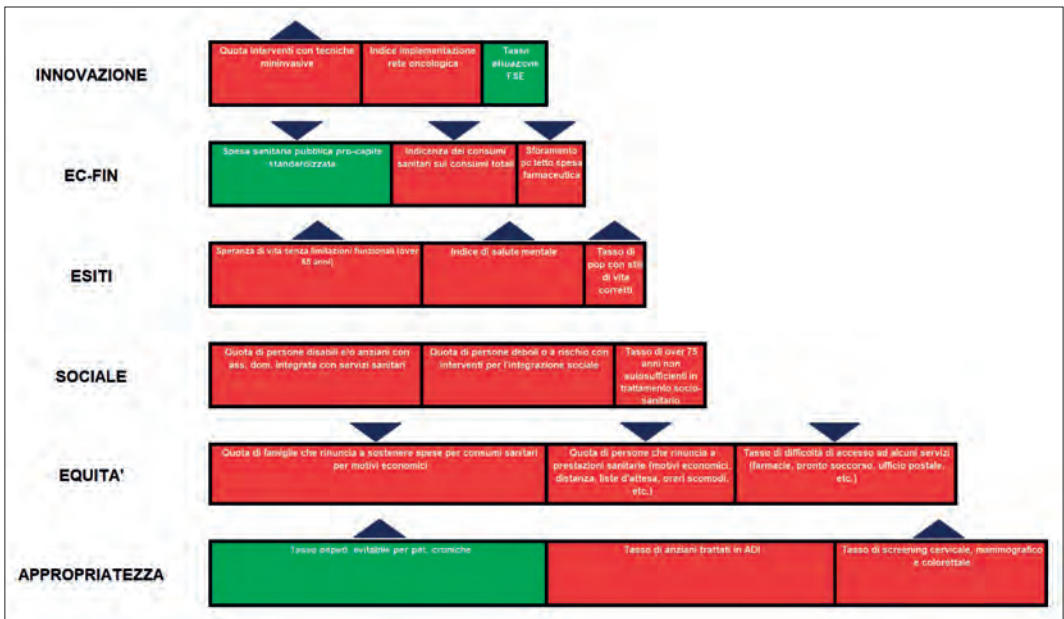 Quota interventi con tecniche
mininvasive
Indice implementazione
rete oncologica
Tasso
attuazione
FSE
INNOVAZIONE
Spesa sanitaria pubblica pro-capite
standardizzata
Indicenza dei consumi
sanitari sui consumi totali
Sforamento
pc tetto spesa
farmaceutica
EC-FIN
Speranza di vita senza limitazioni funzionali (over
65 anni)
Indice di salute mentale
Tasso di
pop con stili
di vita
corretti
ESITI
Quota di persone disabili e/o anziani con
ass. dom. integrata con servizi sanitari
Quota di persone deboli o a rischio con
interventi per l'integrazione sociale
Tasso di over 75
anni non
autosufficienti in
trattamento socio-
sanitario
SOCIALE
Quota di famiglie che rinuncia a sostenere spese per consumi sanitari
per motivi economici
Quota di persone che rinuncia a
prestazioni sanitarie (motivi economici,
distanza, liste d'attesa, orari scomodi,
etc.)
Tasso di difficoltà di accesso ad alcuni servizi
(farmacie, pronto soccorso, ufficio postale,
etc.)
EQUITA'
Tasso osped. evitabile per pat. croniche
Tasso di anziani trattati in ADI
Tasso di screening cervicale, mammografico
e colorettale
APPROPRIATEZZA